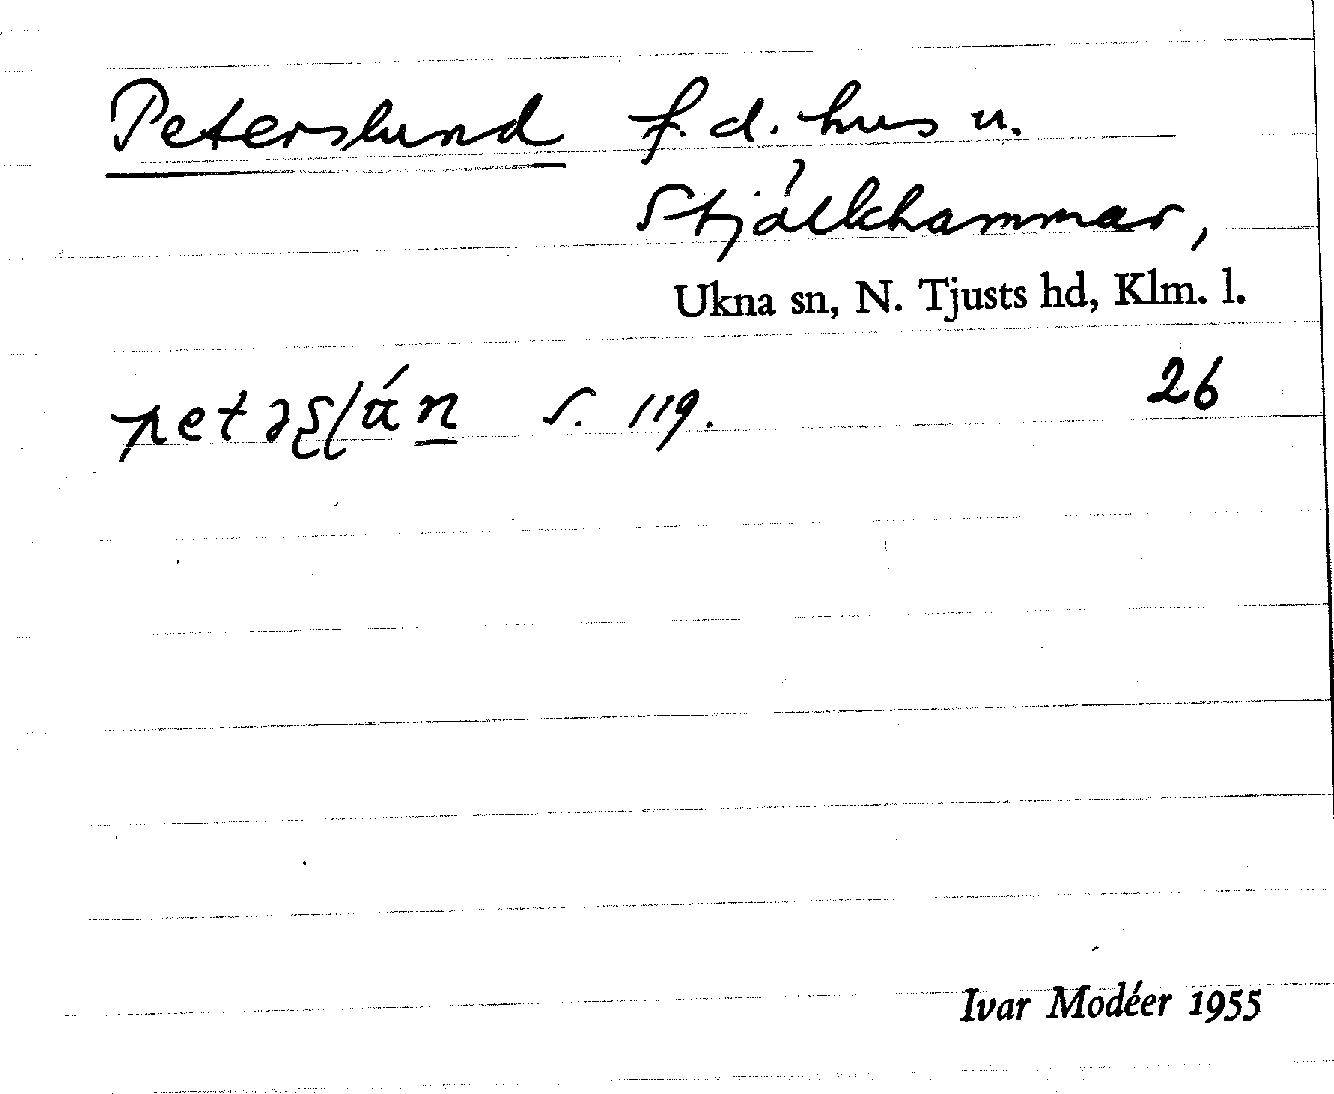 Peterslund f. d. hus u.
Stjälkhammar,
Ukna sn, N. Tjusts hd, Klm. l.
s. 119. 26
Ivar Modéer 1955